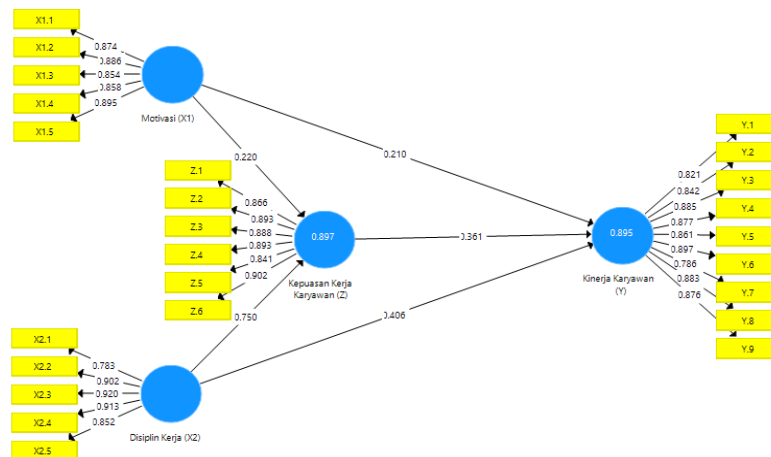 X1.1
X1.2
X1.3
X1.4
X1.5
0.874
0.886
0.854
0.858
0.895
Motivasi (X1)
0.220
0.210
Z.1
Z.2
Z.3
Z.4
Z.5
Z.6
0.866
0.893
0.888
0.893
0.841
0.902
0.897
Kepuasan Kerja
Karyawan (Z)
0.361
0.750
0.406
X2.1
X2.2
X2.3
X2.4
X2.5
0.783
0.902
0.920
0.913
0.852
Disiplin Kerja (X2)
0.895
Kinerja Karyawan
(Y)
0.821
0.842
0.885
0.877
0.861
0.897
0.786
0.883
0.876
Y.1
Y.2
Y.3
Y.4
Y.5
Y.6
Y.7
Y.8
Y.9